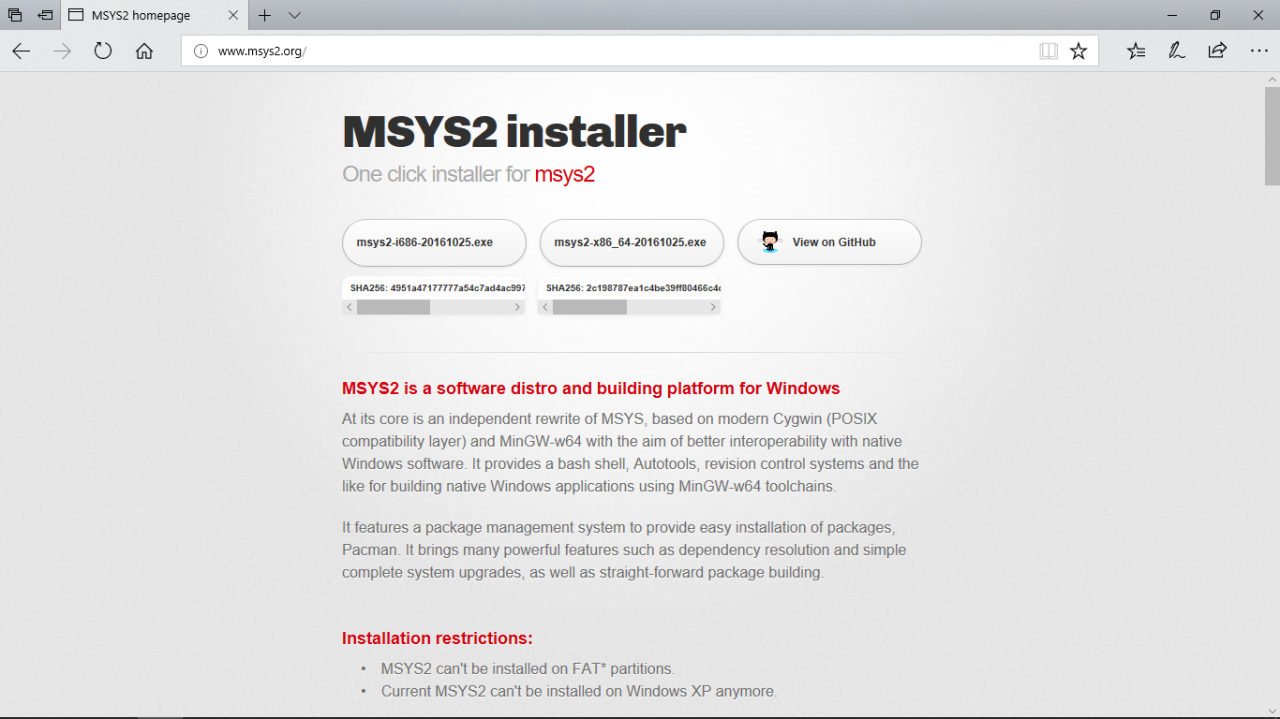 MSYS2 homepage
www.msys2.org/
MSYS2 installer
One click installer for msys2
msys2-i686-20161025.exe
msys2-x86_64-20161025.exe
View on GitHub
SHA256: 4951a47177777a54c7ad4ac997
SHA256: 2c198787ea1c4be39ff80466c4
MSYS2 is a software distro and building platform for Windows
At its core is an independent rewrite of MSYS, based on modern Cygwin (POSIX
compatibility layer) and MinGW-w64 with the aim of better interoperability with native
Windows software. It provides a bash shell, Autotools, revision control systems and the
like for building native Windows applications using MinGW-w64 toolchains.
It features a package management system to provide easy installation of packages,
Pacman. It brings many powerful features such as dependency resolution and simple
complete system upgrades, as well as straight-forward package building.
Installation restrictions:
• MSYS2 can't be installed on FAT* partitions.
• Current MSYS2 can't be installed on Windows XP anymore.